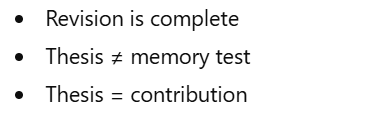 • Revision is complete
• Thesis ≠ memory test
• Thesis = contribution